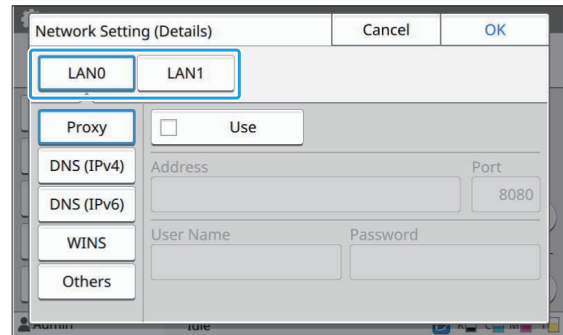 Network Setting (Details) Cancel OK
LAN0 LAN1
Proxy Use
DNS (IPv4) Address Port
8080
DNS (IPv6)
WINS User Name Password
Others
Admin Idle K C M Y